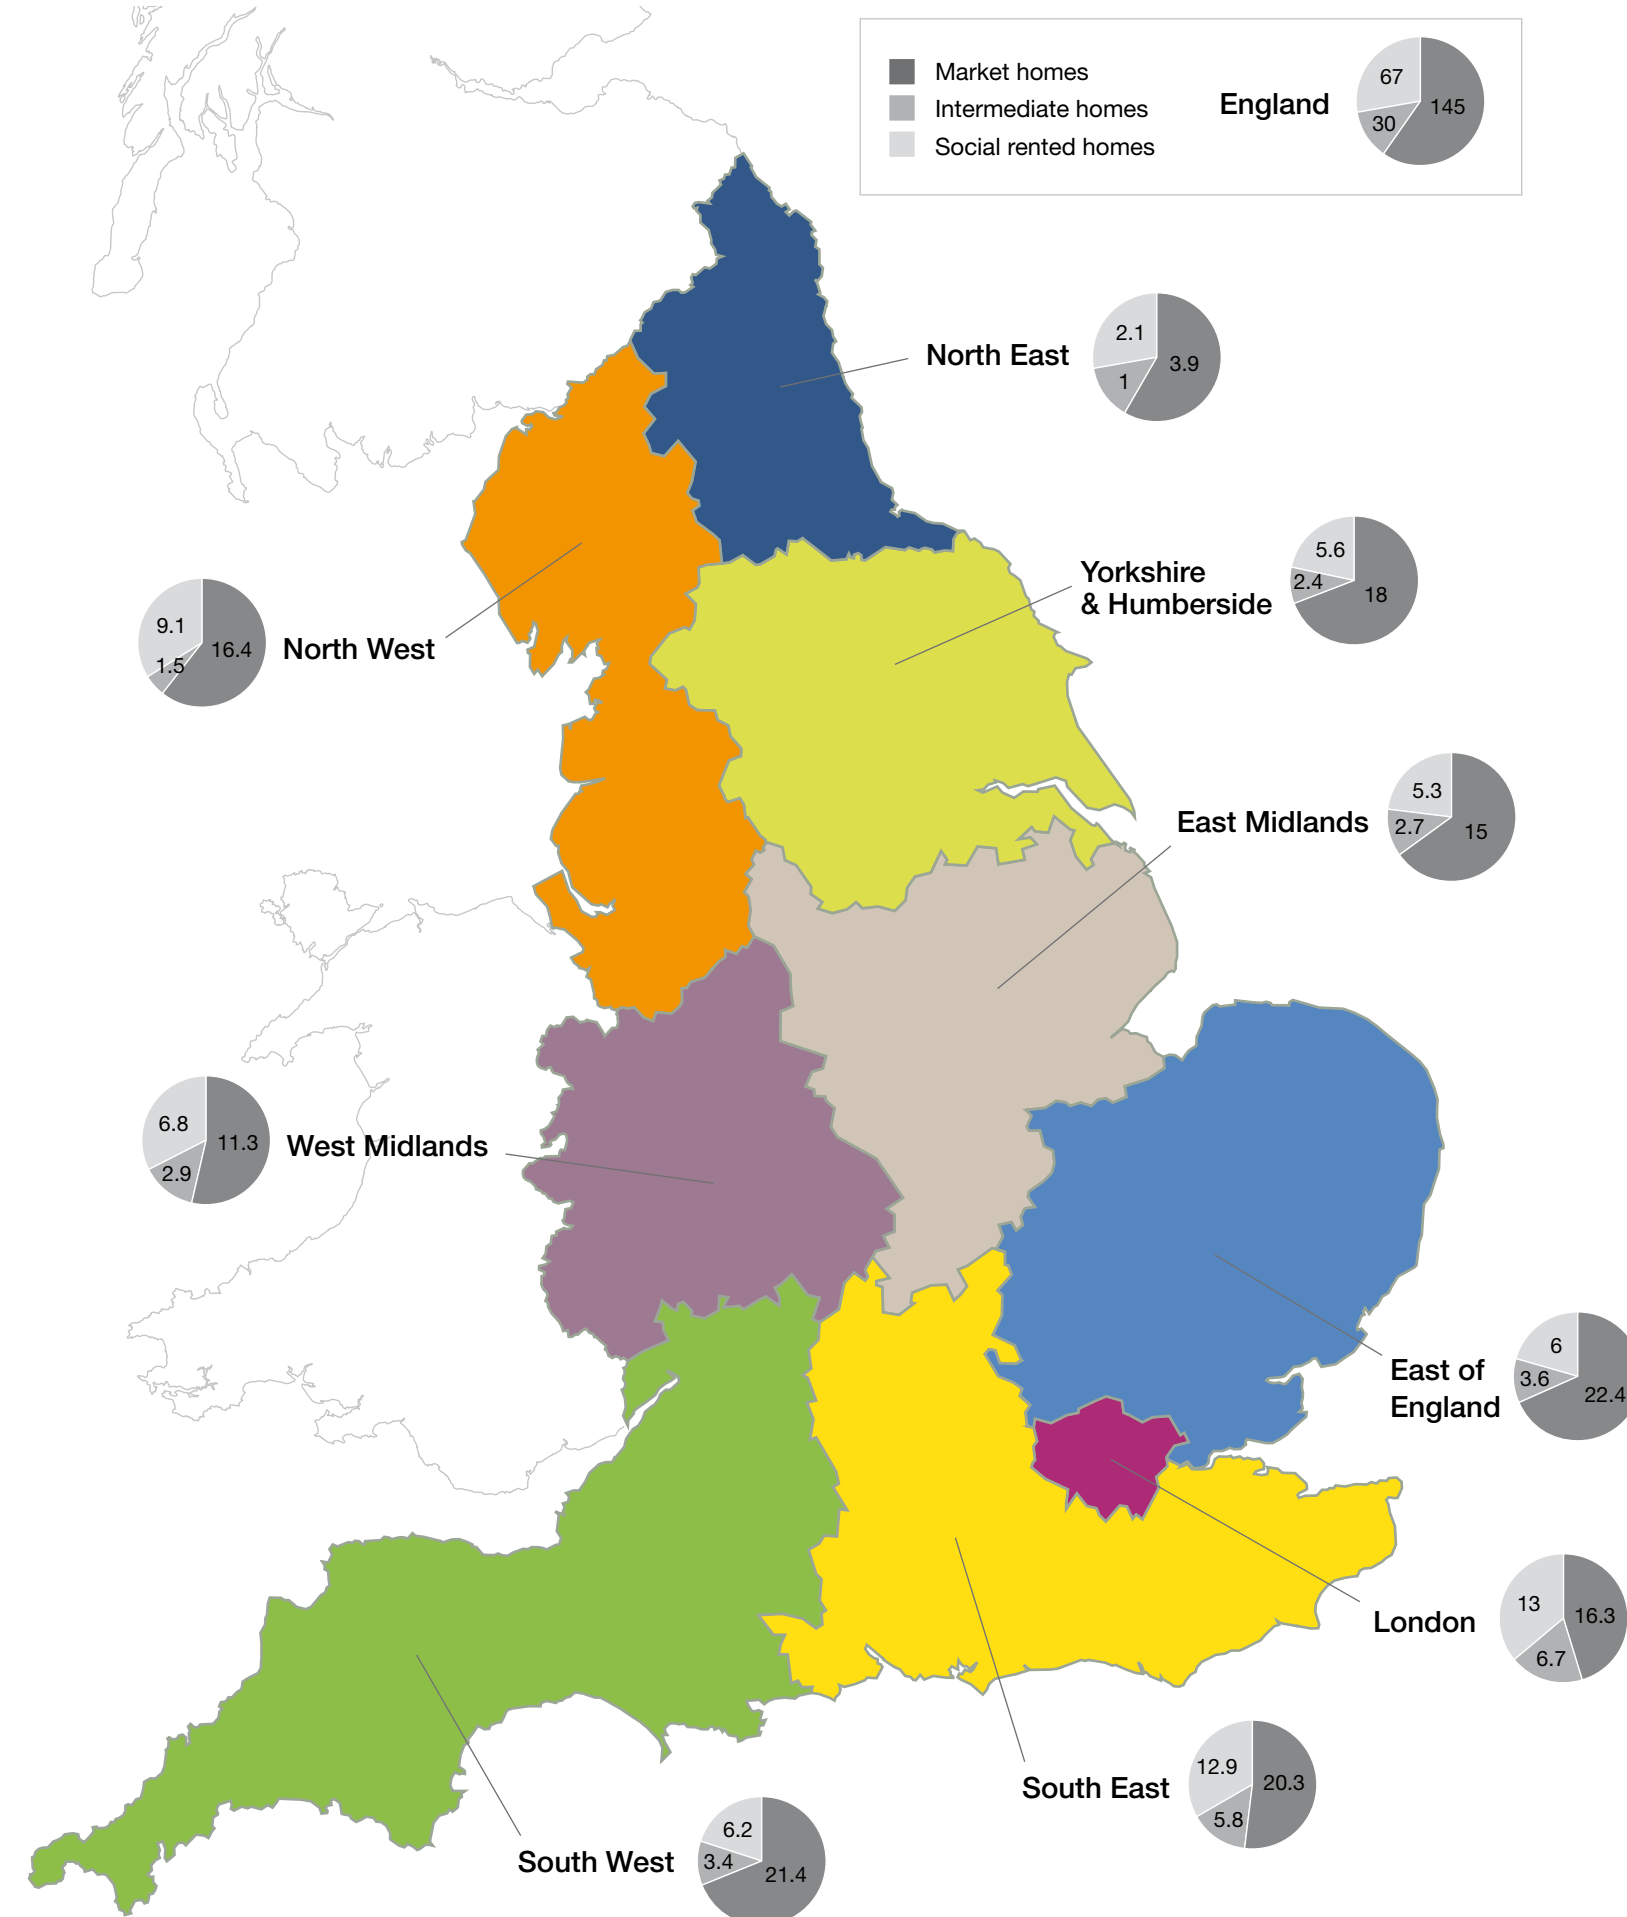 Market homes
Intermediate homes
Social rented homes
England
67
145
30
North East
2.1
3.9
1
Yorkshire
& Humberside
5.6
2.4
18
North West
9.1
16.4
1.5
East Midlands
5.3
2.7
15
West Midlands
6.8
11.3
2.9
East of
England
6
3.6
22.4
London
13
16.3
6.7
South East
12.9
20.3
5.8
South West
6.2
3.4
21.4